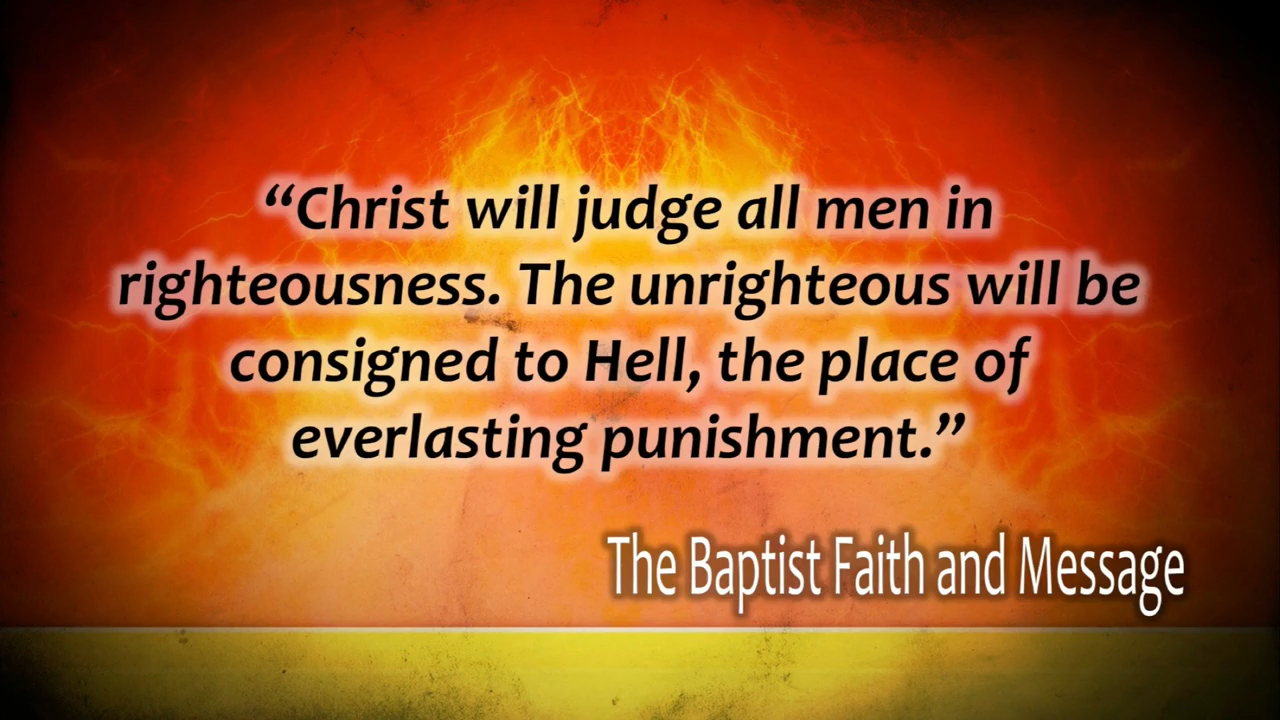 “Christ will judge all men in
righteousness. The unrighteous will be
consigned to Hell, the place of
everlasting punishment.”
The Baptist Faith and Message